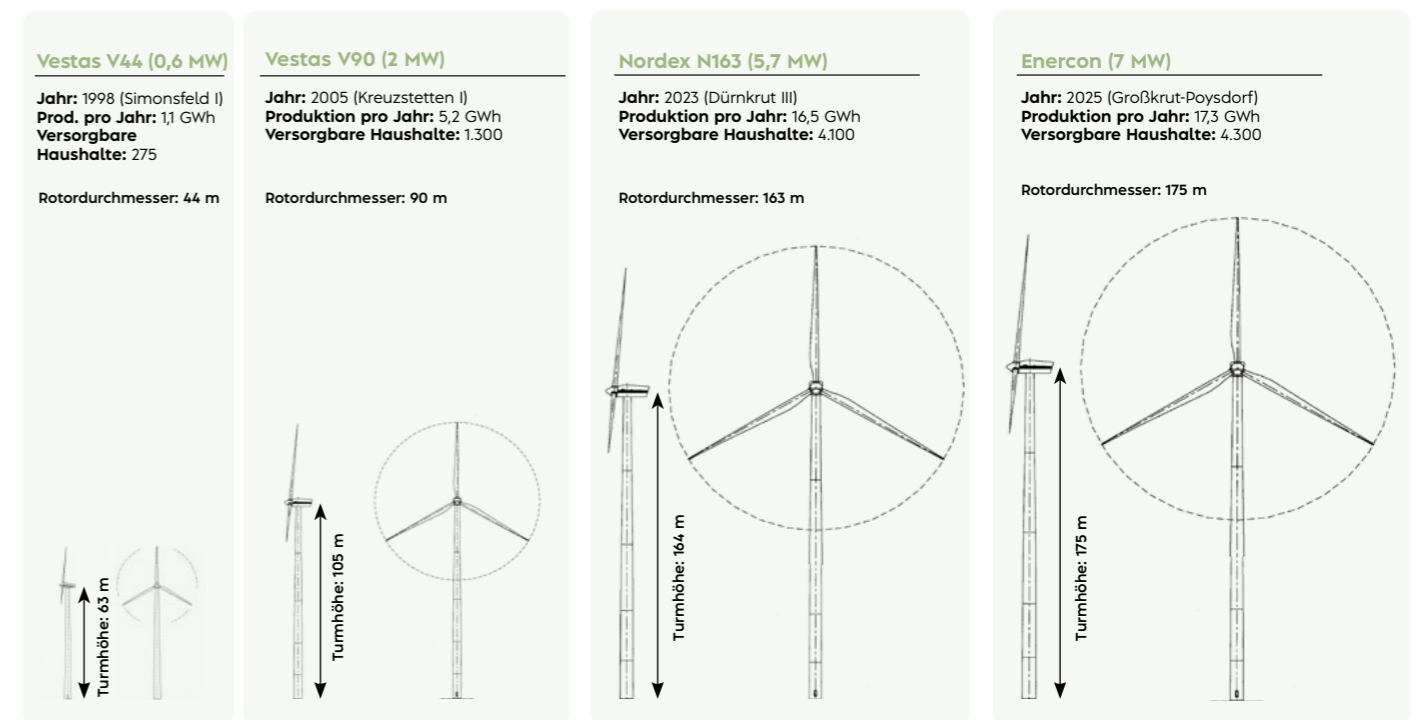 Vestas V44 (0,6 MW)
Jahr: 1998 (Simonsfeld I)
Prod. pro Jahr: 1,1 GWh
Versorgbare
Haushalte: 275
Rotordurchmesser: 44 m
Turmhöhe: 63 m
Vestas V90 (2 MW)
Jahr: 2005 (Kreuzstetten I)
Produktion pro Jahr: 5,2 GWh
Versorgbare Haushalte: 1.300
Rotordurchmesser: 90 m
Turmhöhe: 105 m
Nordex N163 (5,7 MW)
Jahr: 2023 (Dürnkrut III)
Produktion pro Jahr: 16,5 GWh
Versorgbare Haushalte: 4.100
Rotordurchmesser: 163 m
Turmhöhe: 164 m
Enercon (7 MW)
Jahr: 2025 (Großkrut-Poysdorf)
Produktion pro Jahr: 17,3 GWh
Versorgbare Haushalte: 4.300
Rotordurchmesser: 175 m
Turmhöhe: 175 m